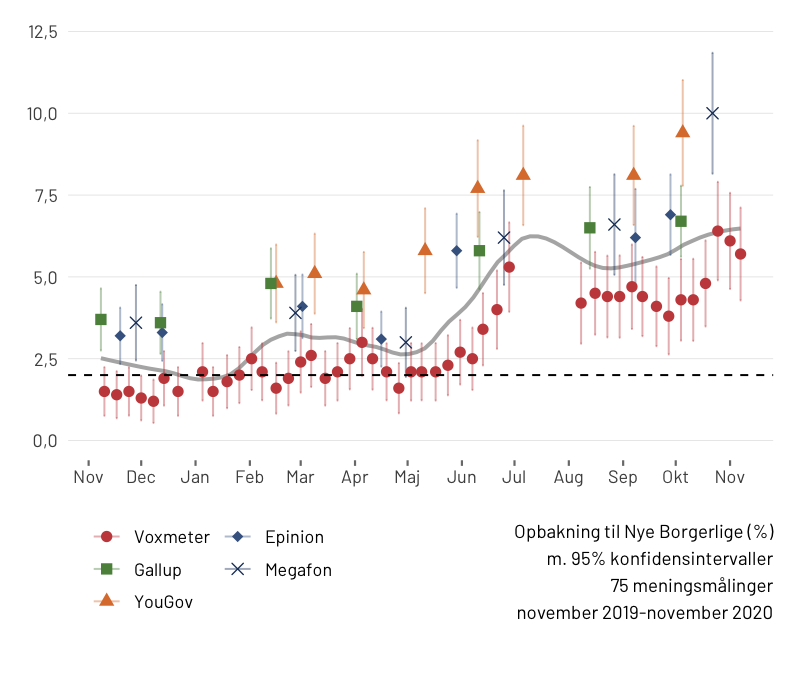 12,5
10,0
7,5
5,0
2,5
0,0
Nov Dec Jan Feb Mar Apr Maj Jun Jul Aug Sep Okt Nov
Voxmeter Epinion
Gallup Megafon
YouGov
Opbakning til Nye Borgerlige (%)
m. 95% konfidensintervaller
75 meningsmålinger
november 2019-november 2020